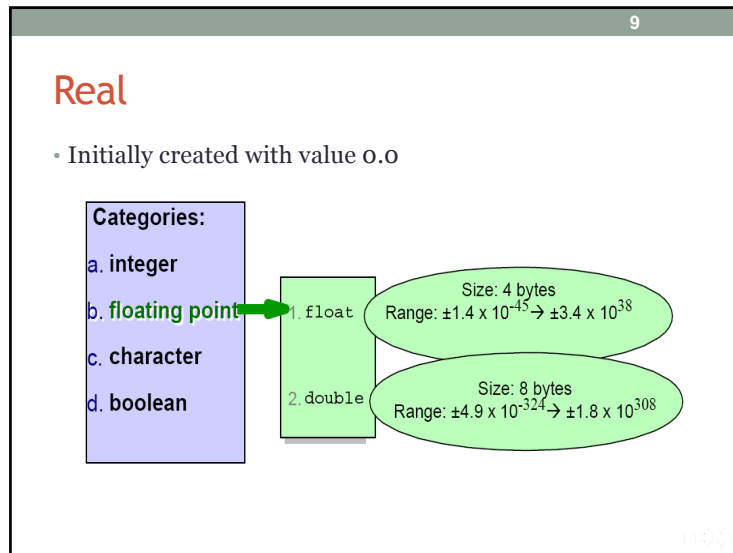 9
Real
• Initially created with value 0.0
Categories:
a. integer
b. floating point
c. character
d. boolean
1. float
Size: 4 bytes
Range: ±1.4 x 10⁻⁴⁵→ ±3.4 x 10³⁸
2. double
Size: 8 bytes
Range: ±4.9 x 10⁻³²⁴→ ±1.8 x 10³⁰⁸